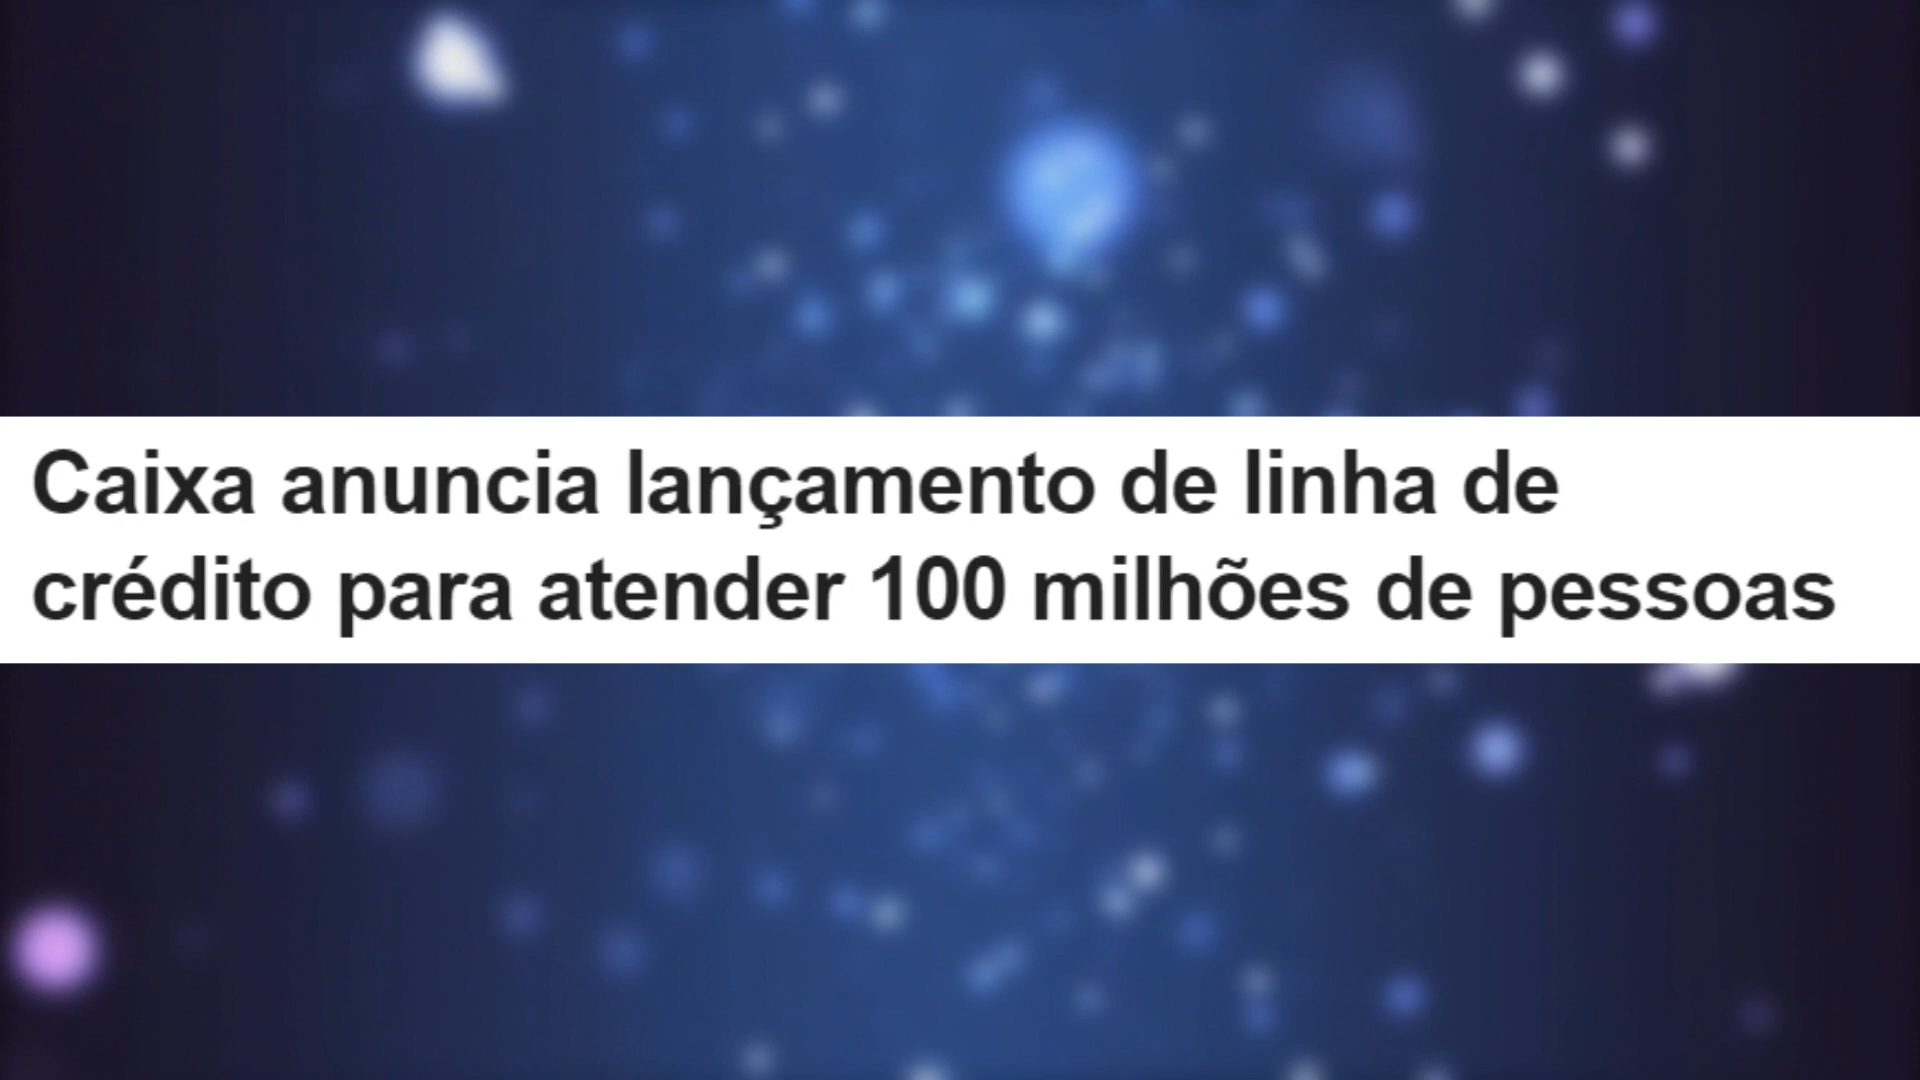 Caixa anuncia lançamento de linha de
crédito para atender 100 milhões de pessoas